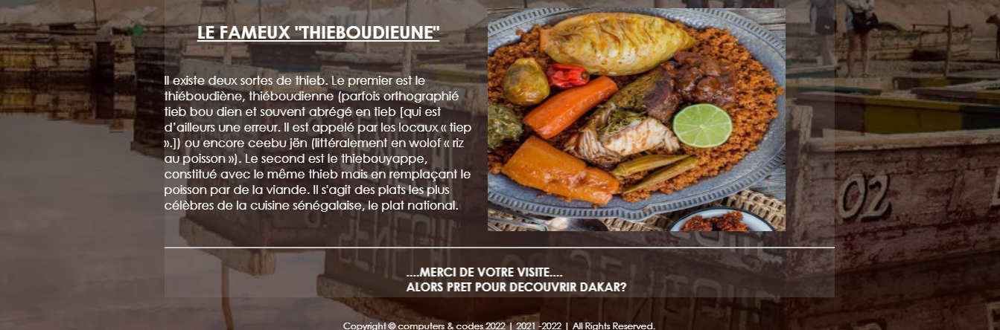 LE FAMEUX "THIEBOUDIEUNE"
Il existe deux sortes de thieb. Le premier est le
thiéboudiène, thiéboudienne (parfois orthographié
tieb bou dien et souvent abrégé en tieb [qui est
d’ailleurs une erreur. Il est appelé par les locaux « tiep
».]) ou encore ceebu jën (littéralement en wolof « riz
au poisson »). Le second est le thiebouyappe,
constitué avec le même thieb mais en remplaçant le
poisson par de la viande. Il s'agit des plats les plus
célèbres de la cuisine sénégalaise, le plat national.
02
....MERCI DE VOTRE VISITE....
ALORS PRET POUR DECOUVRIR DAKAR?
Copyright © computers & codes 2022 | 2021 -2022 | All Rights Reserved.